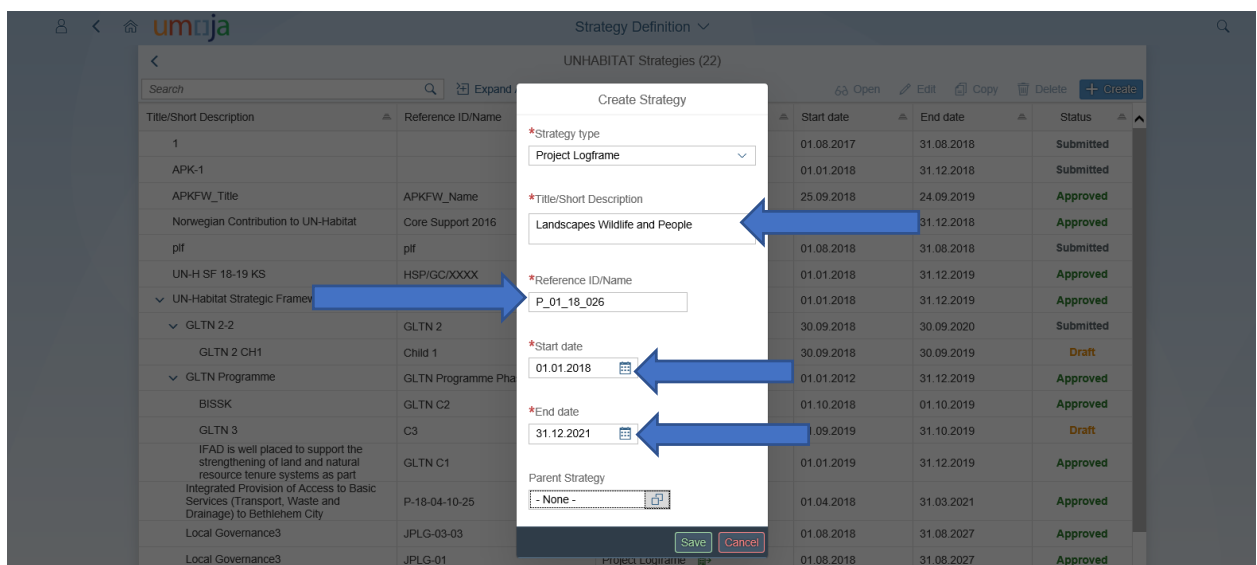 umoja
Strategy Definition
UNHABITAT Strategies (22)
Search
Expand
Open Edit Copy Delete + Create
Title/Short Description Reference ID/Name Start date End date Status
1 01.08.2017 31.08.2018 Submitted
APK-1 01.01.2018 31.12.2018 Submitted
APKFW_Title APKFW_Name 25.09.2018 24.09.2019 Approved
Norwegian Contribution to UN-Habitat Core Support 2016 31.12.2018 Approved
plf plf 01.08.2018 31.08.2018 Submitted
UN-H SF 18-19 KS HSP/GC/XXXX 01.01.2018 31.12.2019 Approved
UN-Habitat Strategic 01.01.2018 31.12.2019 Approved
GLTN 2-2 GLTN 2 30.09.2018 30.09.2020 Submitted
GLTN 2 CH1 Child 1 30.09.2018 30.09.2019 Draft
GLTN Programme GLTN Programme 01.01.2012 31.12.2019 Approved
BISSK GLTN C2 01.10.2018 01.10.2019 Approved
GLTN 3 C3 .09.2019 31.10.2019 Draft
IFAD is well placed to support the
strengthening of land and natural
resource tenure systems as part
GLTN C1 01.01.2019 31.12.2019 Approved
Integrated Provision of Access to Basic
Services (Transport, Waste and
Drainage) to Bethlehem City
P-18-04-10-25 01.04.2018 31.03.2021 Approved
Local Governance3 JPLG-03-03 01.08.2018 31.08.2027 Approved
Local Governance3 JPLG-01 Project Logframe 01.08.2018 31.08.2027 Approved
Create Strategy
*Strategy type
Project Logframe
*Title/Short Description
Landscapes Wildlife and People
*Reference ID/Name
P_01_18_026
*Start date
01.01.2018
*End date
31.12.2021
Parent Strategy
- None -
Save Cancel